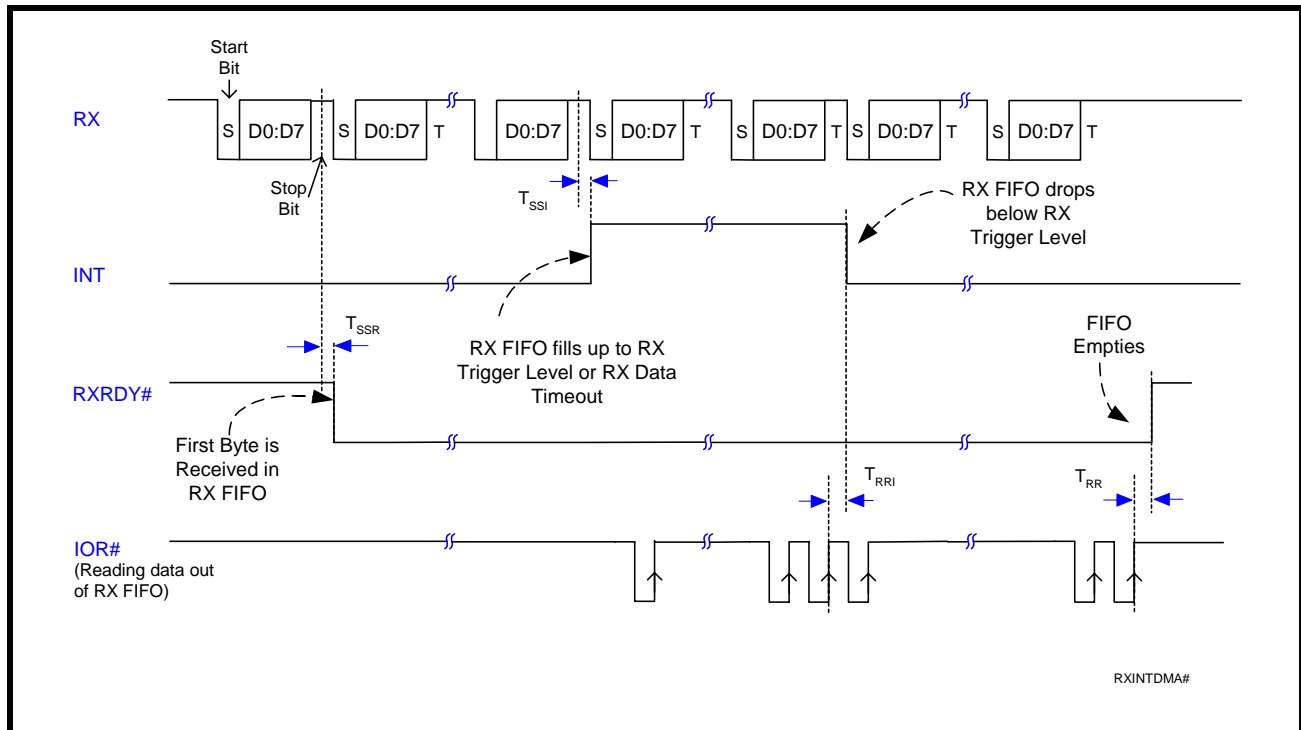 Start
Bit
RX
S D0:D7 S D0:D7 T D0:D7 S D0:D7 T S D0:D7 T S D0:D7 T S D0:D7 T
Stop
Bit
TSSI
RX FIFO drops
below RX
Trigger Level
INT
TSSR
RX FIFO fills up to RX
Trigger Level or RX Data
Timeout
FIFO
Empties
RXRDY#
First Byte is
Received in
RX FIFO
TRRI
TRR
IOR#
(Reading data out
of RX FIFO)
RXINTDMA#